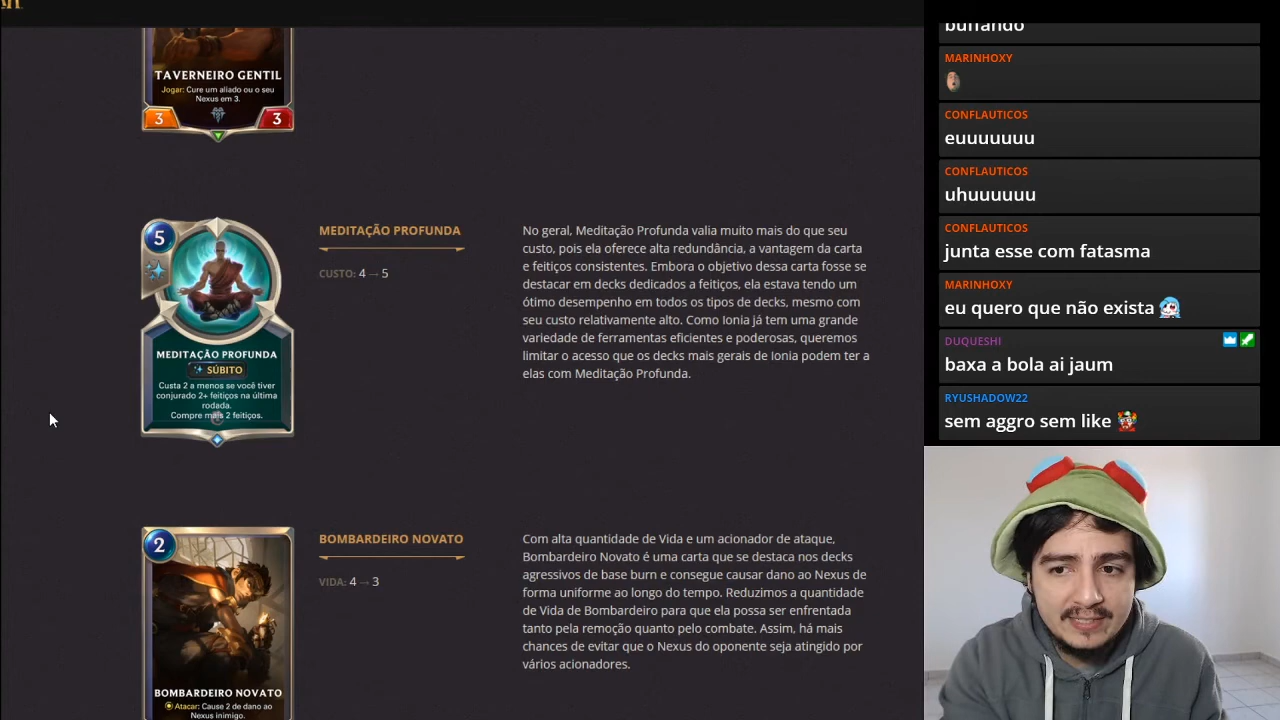 TAVERNEIRO GENTIL
Jogar: Cure um aliado ou o seu
Nexus em 3.
3
3
5
MEDITAÇÃO PROFUNDA
SÚBITO
Custa 2 a menos se você tiver
conjurado 2+ feitiços na última
rodada.
Compre mais 2 feitiços.
MEDITAÇÃO PROFUNDA
CUSTO: 4 → 5
No geral, Meditação Profunda valia muito mais do que seu
custo, pois ela oferece alta redundância, a vantagem da carta
e feitiços consistentes. Embora o objetivo dessa carta fosse se
destacar em decks dedicados a feitiços, ela estava tendo um
ótimo desempenho em todos os tipos de decks, mesmo com
seu custo relativamente alto. Como Ionia já tem uma grande
variedade de ferramentas eficientes e poderosas, queremos
limitar o acesso que os decks mais gerais de Ionia podem ter a
elas com Meditação Profunda.
2
BOMBARDEIRO NOVATO
Atacar: Cause 2 de dano ao
Nexus inimigo.
BOMBARDEIRO NOVATO
VIDA: 4 → 3
Com alta quantidade de Vida e um acionador de ataque,
Bombardeiro Novato é uma carta que se destaca nos decks
agressivos de base burn e consegue causar dano ao Nexus de
forma uniforme ao longo do tempo. Reduzimos a quantidade
de Vida de Bombardeiro para que ela possa ser enfrentada
tanto pela remoção quanto pelo combate. Assim, há mais
chances de evitar que o Nexus do oponente seja atingido por
vários acionadores.
buffando
MARINHOXY
CONFLAUTICOS
euuuuuuu
CONFLAUTICOS
uhuuuuuu
CONFLAUTICOS
junta esse com fatasma
MARINHOXY
eu quero que não exista
DUQUESHI
baxa a bola ai jaum
RYUSHADOW22
sem aggro sem like